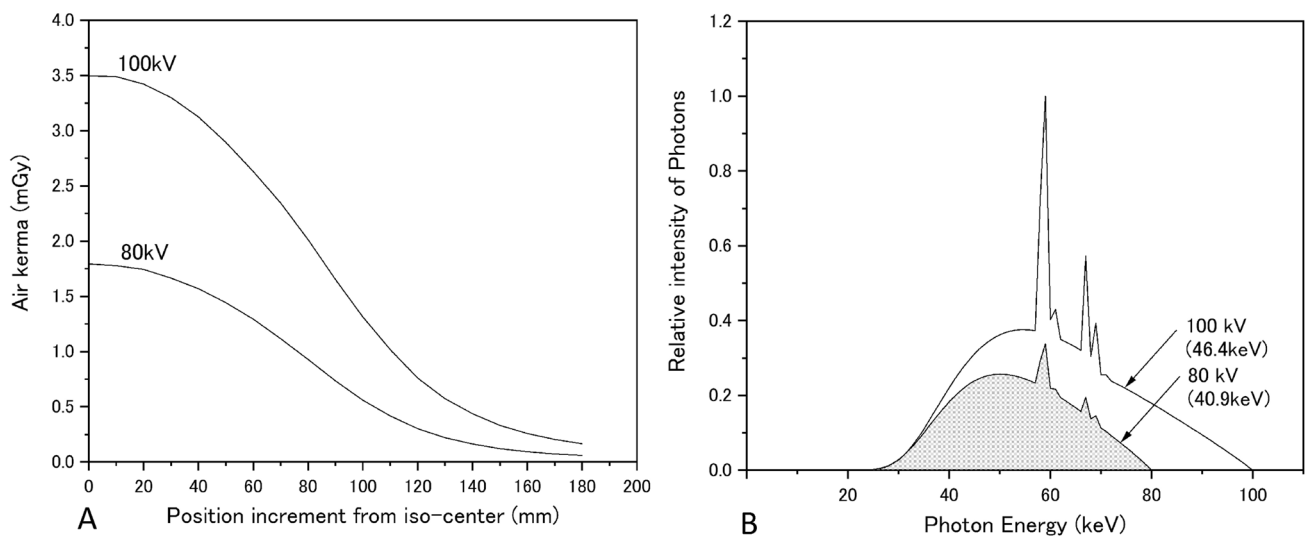 4.0
3.5
3.0
2.5
2.0
1.5
1.0
0.5
0.0
Air kerma (mGy)
100kV
80kV
0 20 40 60 80 100 120 140 160 180 200
A Position increment from iso-center (mm)
1.2
1.0
0.8
0.6
0.4
0.2
0.0
Relative intensity of Photons
100 kV
(46.4keV)
80 kV
(40.9keV)
20 40 60 80 100
B Photon Energy (keV)